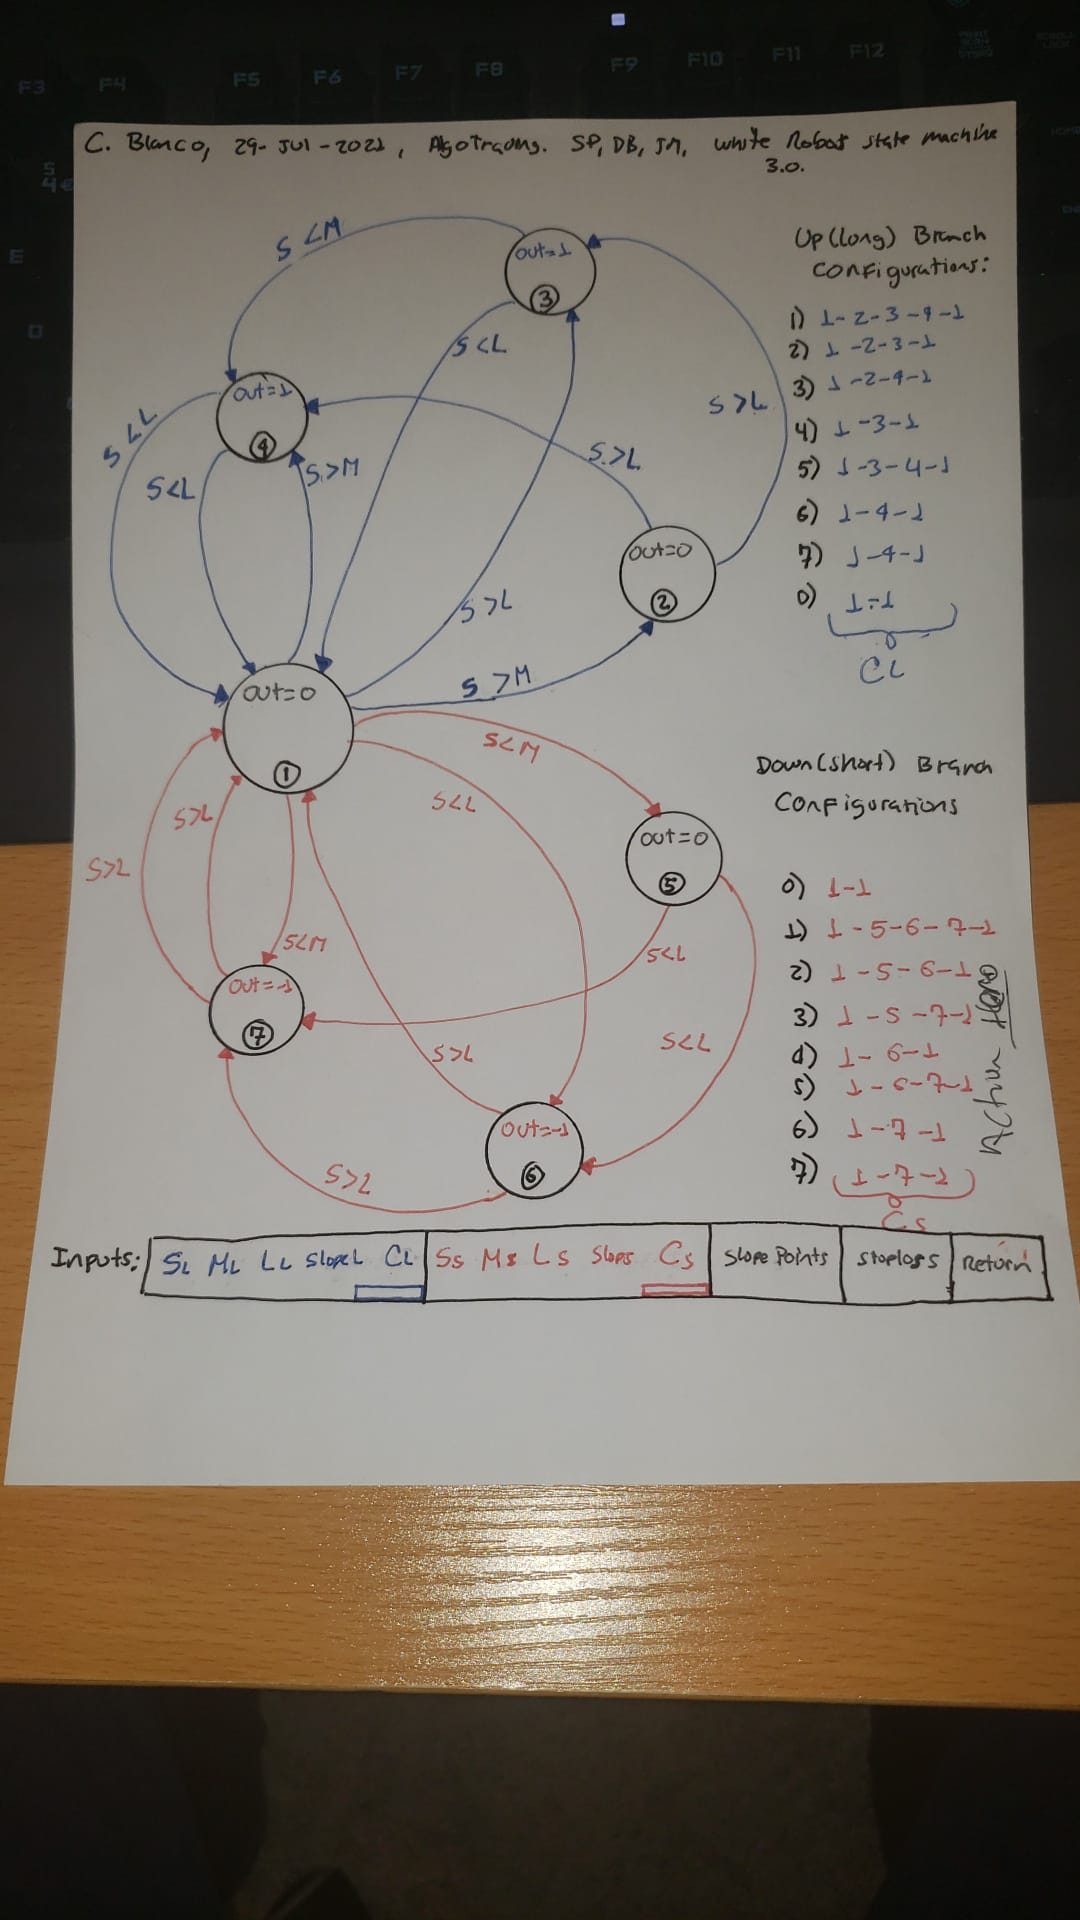 F3 F4 F5 F6 F7 F8 F9 F10 F11 F12
HOME
E
C. Blanco, 29-JUL-2021, AlgoTrading. SP, DB, JM, white Robot state machine
3.0.
Up (long) Branch
Configurations:
1) 1-2-3-4-1
2) 1-2-3-1
3) 1-2-4-1
4) 1-3-1
5) 1-3-4-1
6) 1-4-1
7) 1-4-1
0) 1-1
CL
S<M
out=1
3
S<L
out=1
4
S<L
S<L
S>M
S>L
S>L
out=0
2
S>L
S>M
out=0
1
S<M
S<L
S>L
S>L
out=0
5
S<M
S<L
out=-1
7
S>L
S<L
out=-1
6
S>L
Down (short) Branch
Configurations
0) 1-1
1) 1-5-6-7-1
2) 1-5-6-1
3) 1-5-7-1
4) 1-6-1
5) 1-6-7-1
6) 1-7-1
7) 1-7-1
Cs
Inputs: SL ML LL SlopeL CL Ss Ms Ls Slops Cs Slope Points stoploss Return